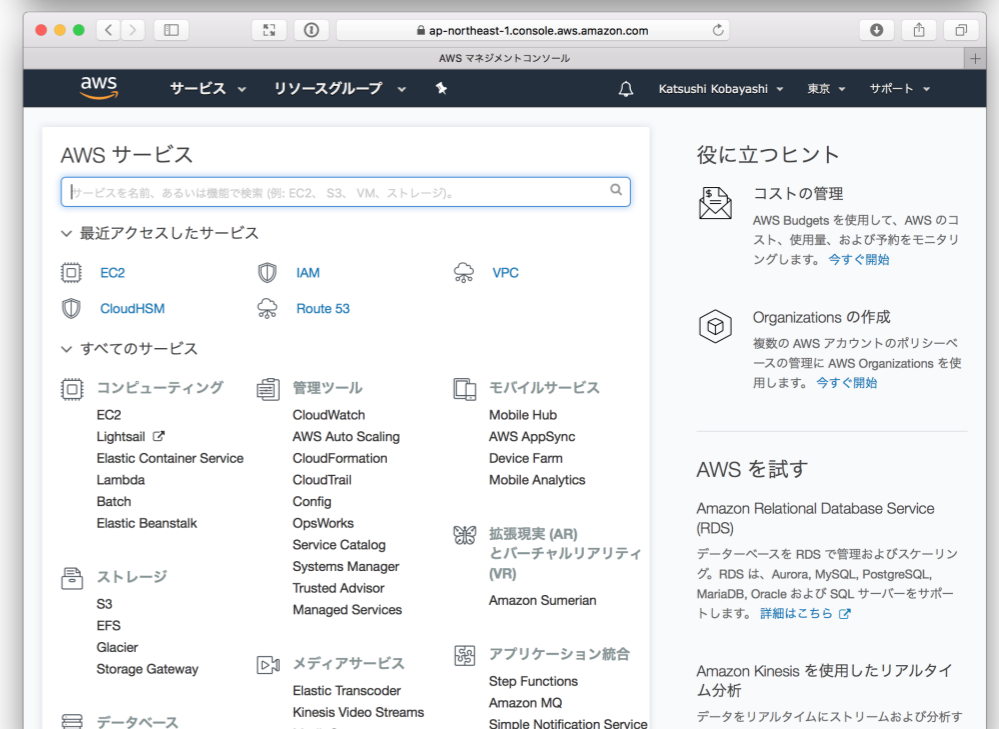 ap-northeast-1.console.aws.amazon.com
AWS マネジメントコンソール
aws
サービス
リソースグループ
Katsushi Kobayashi
東京
サポート
AWS サービス
サービスを名前、あるいは機能で検索 (例: EC2、 S3、 VM、ストレージ)。
最近アクセスしたサービス
EC2
IAM
VPC
CloudHSM
Route 53
すべてのサービス
コンピューティング
EC2
Lightsail
Elastic Container Service
Lambda
Batch
Elastic Beanstalk
ストレージ
S3
EFS
Glacier
Storage Gateway
データベース
管理ツール
CloudWatch
AWS Auto Scaling
CloudFormation
CloudTrail
Config
OpsWorks
Service Catalog
Systems Manager
Trusted Advisor
Managed Services
メディアサービス
Elastic Transcoder
Kinesis Video Streams
モバイルサービス
Mobile Hub
AWS AppSync
Device Farm
Mobile Analytics
拡張現実 (AR)
とバーチャルリアリティ
(VR)
Amazon Sumerian
アプリケーション統合
Step Functions
Amazon MQ
Simple Notification Service
役に立つヒント
コストの管理
AWS Budgets を使用して、AWS のコ
スト、使用量、および予約をモニタリ
ングします。 今すぐ開始
Organizations の作成
複数の AWS アカウントのポリシーベ
ースの管理に AWS Organizations を使
用します。 今すぐ開始
AWS を試す
Amazon Relational Database Service
(RDS)
データーベースを RDS で管理およびスケーリン
グ。RDS は、Aurora, MySQL, PostgreSQL,
MariaDB, Oracle および SQL サーバーをサポー
トします。 詳細はこちら
Amazon Kinesis を使用したリアルタイ
ム分析
データをリアルタイムにストリームおよび分析す